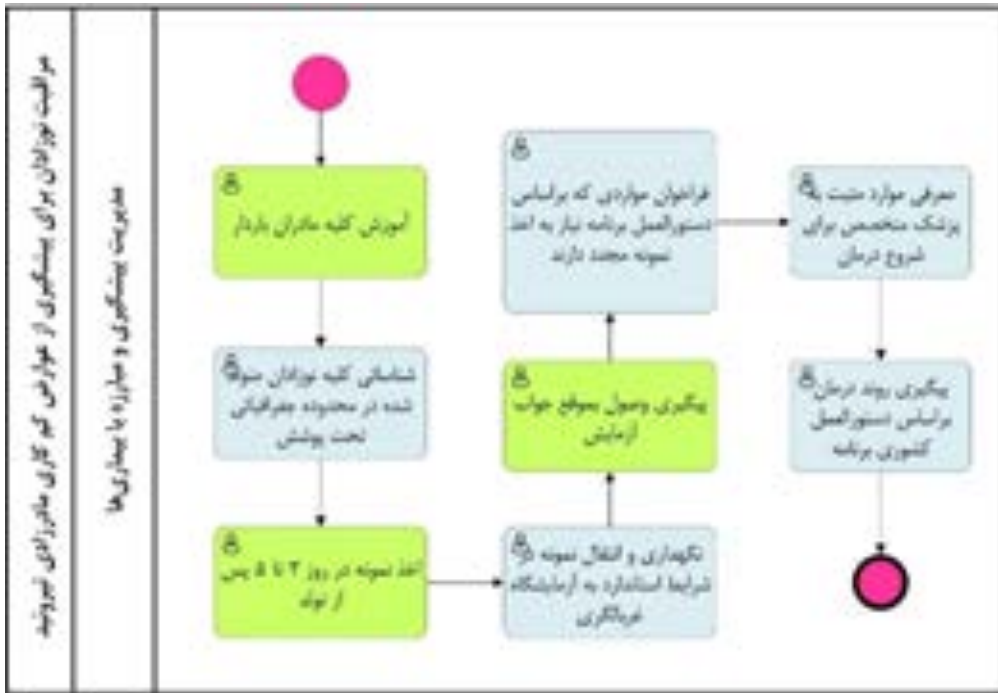 مراقبت نوزادان برای پیشگیری از عوارض کم کاری مادرزادی تیروئید
مدیریت پیشگیری و مبارزه با بیماری‌ها
آموزش کلیه مادران باردار
شناسائی کلیه نوزادان متولد
شده در محدوده جغرافیائی
تحت پوشش
اخذ نمونه در روز ۳ تا ۵ پس
از تولد
نگهداری و انتقال نمونه در
شرایط استاندارد به آزمایشگاه
غربالگری
پیگیری وصول بموقع جواب
آزمایش
فراخوان مواردی که براساس
دستورالعمل برنامه نیاز به اخذ
نمونه مجدد دارند
معرفی موارد مثبت به
پزشک متخصص برای
شروع درمان
پیگیری روند درمان
براساس دستورالعمل
کشوری برنامه